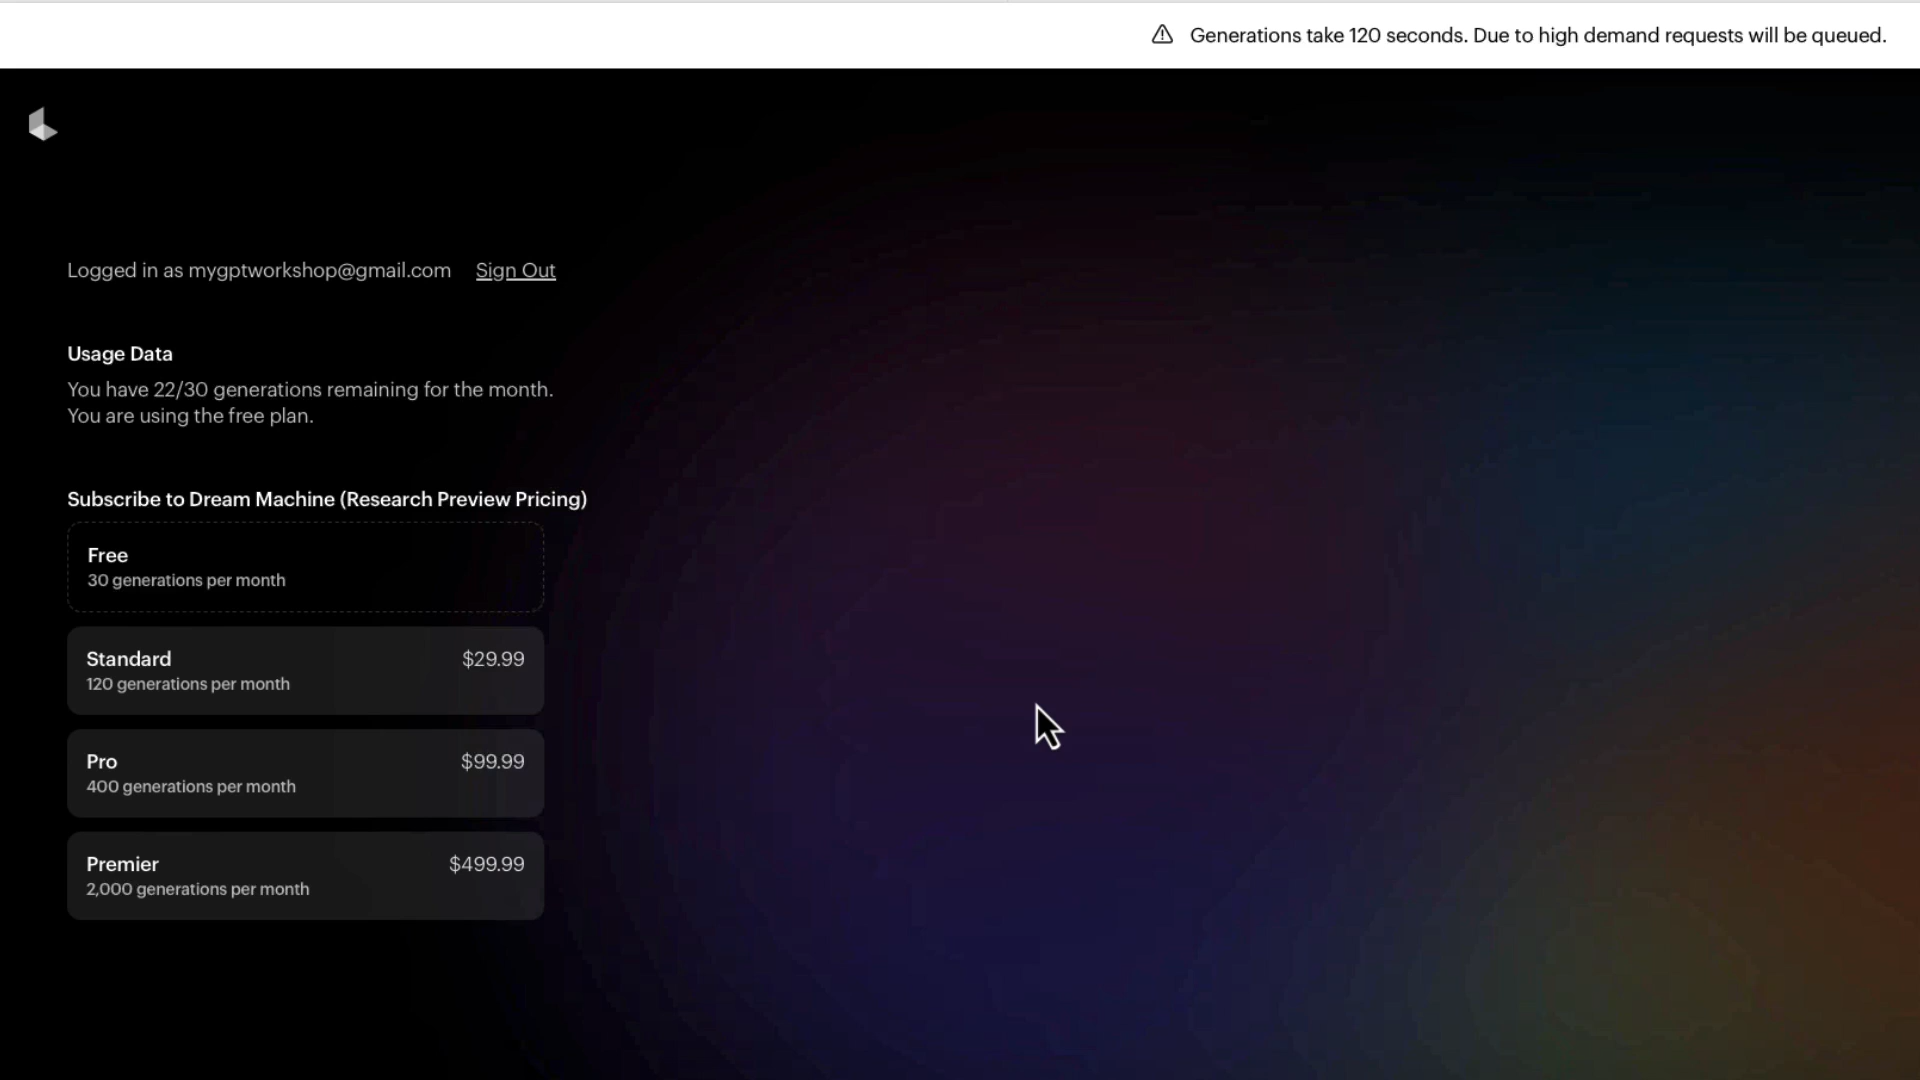 Generations take 120 seconds. Due to high demand requests will be queued.
Logged in as mygptworkshop@gmail.com Sign Out
Usage Data
You have 22/30 generations remaining for the month.
You are using the free plan.
Subscribe to Dream Machine (Research Preview Pricing)
Free
30 generations per month
Standard $29.99
120 generations per month
Pro $99.99
400 generations per month
Premier $499.99
2,000 generations per month